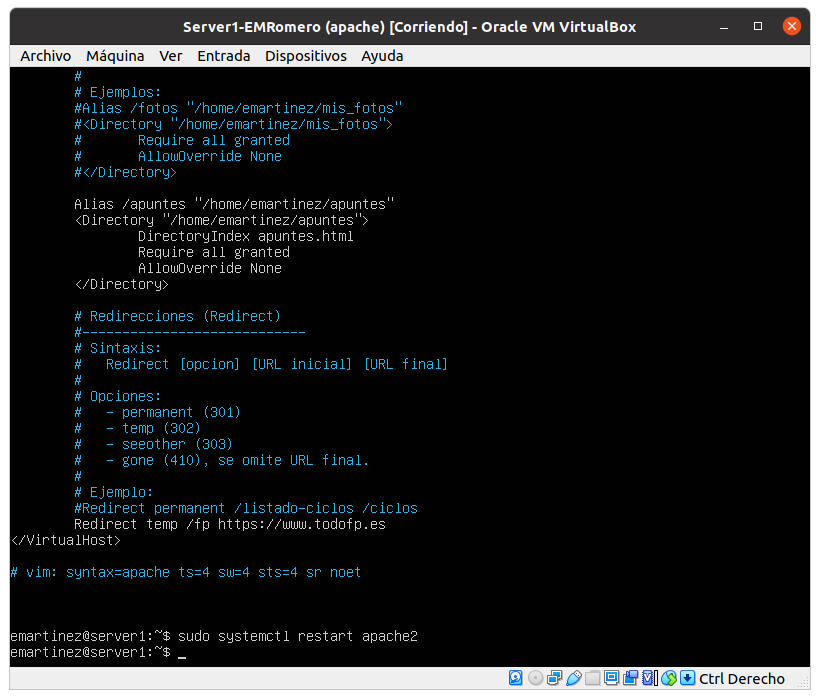 Server1-EMRomero (apache) [Corriendo] - Oracle VM VirtualBox
Archivo Máquina Ver Entrada Dispositivos Ayuda
#
# Ejemplos:
#Alias /fotos "/home/emartinez/mis_fotos"
#<Directory "/home/emartinez/mis_fotos">
#       Require all granted
#       AllowOverride None
#</Directory>
Alias /apuntes "/home/emartinez/apuntes"
<Directory "/home/emartinez/apuntes">
        DirectoryIndex apuntes.html
        Require all granted
        AllowOverride None
</Directory>
# Redirecciones (Redirect)
#----------------------------
# Sintaxis:
#   Redirect [opcion] [URL inicial] [URL final]
#
# Opciones:
#   - permanent (301)
#   - temp (302)
#   - seeother (303)
#   - gone (410), se omite URL final.
#
# Ejemplo:
#Redirect permanent /listado-ciclos /ciclos
Redirect temp /fp https://www.todofp.es
</VirtualHost>
# vim: syntax=apache ts=4 sw=4 sts=4 sr noet
emartinez@server1:~$ sudo systemctl restart apache2
emartinez@server1:~$ _
Ctrl Derecho